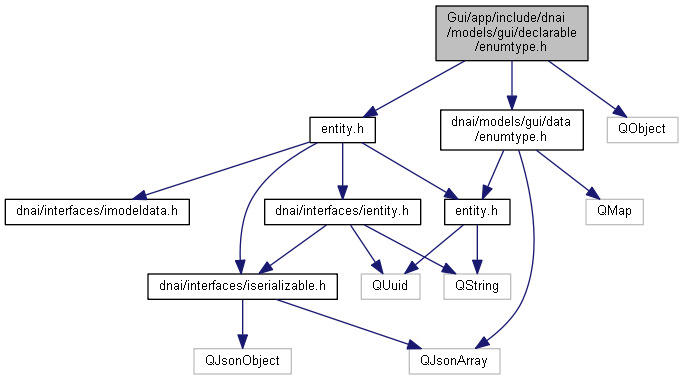 Gui/app/include/dnai
/models/gui/declarable
/enumtype.h
entity.h
dnai/models/gui/data
/enumtype.h
QObject
dnai/interfaces/imodeldata.h
dnai/interfaces/ientity.h
entity.h
QMap
dnai/interfaces/iserializable.h
QUuid
QString
QJsonObject
QJsonArray